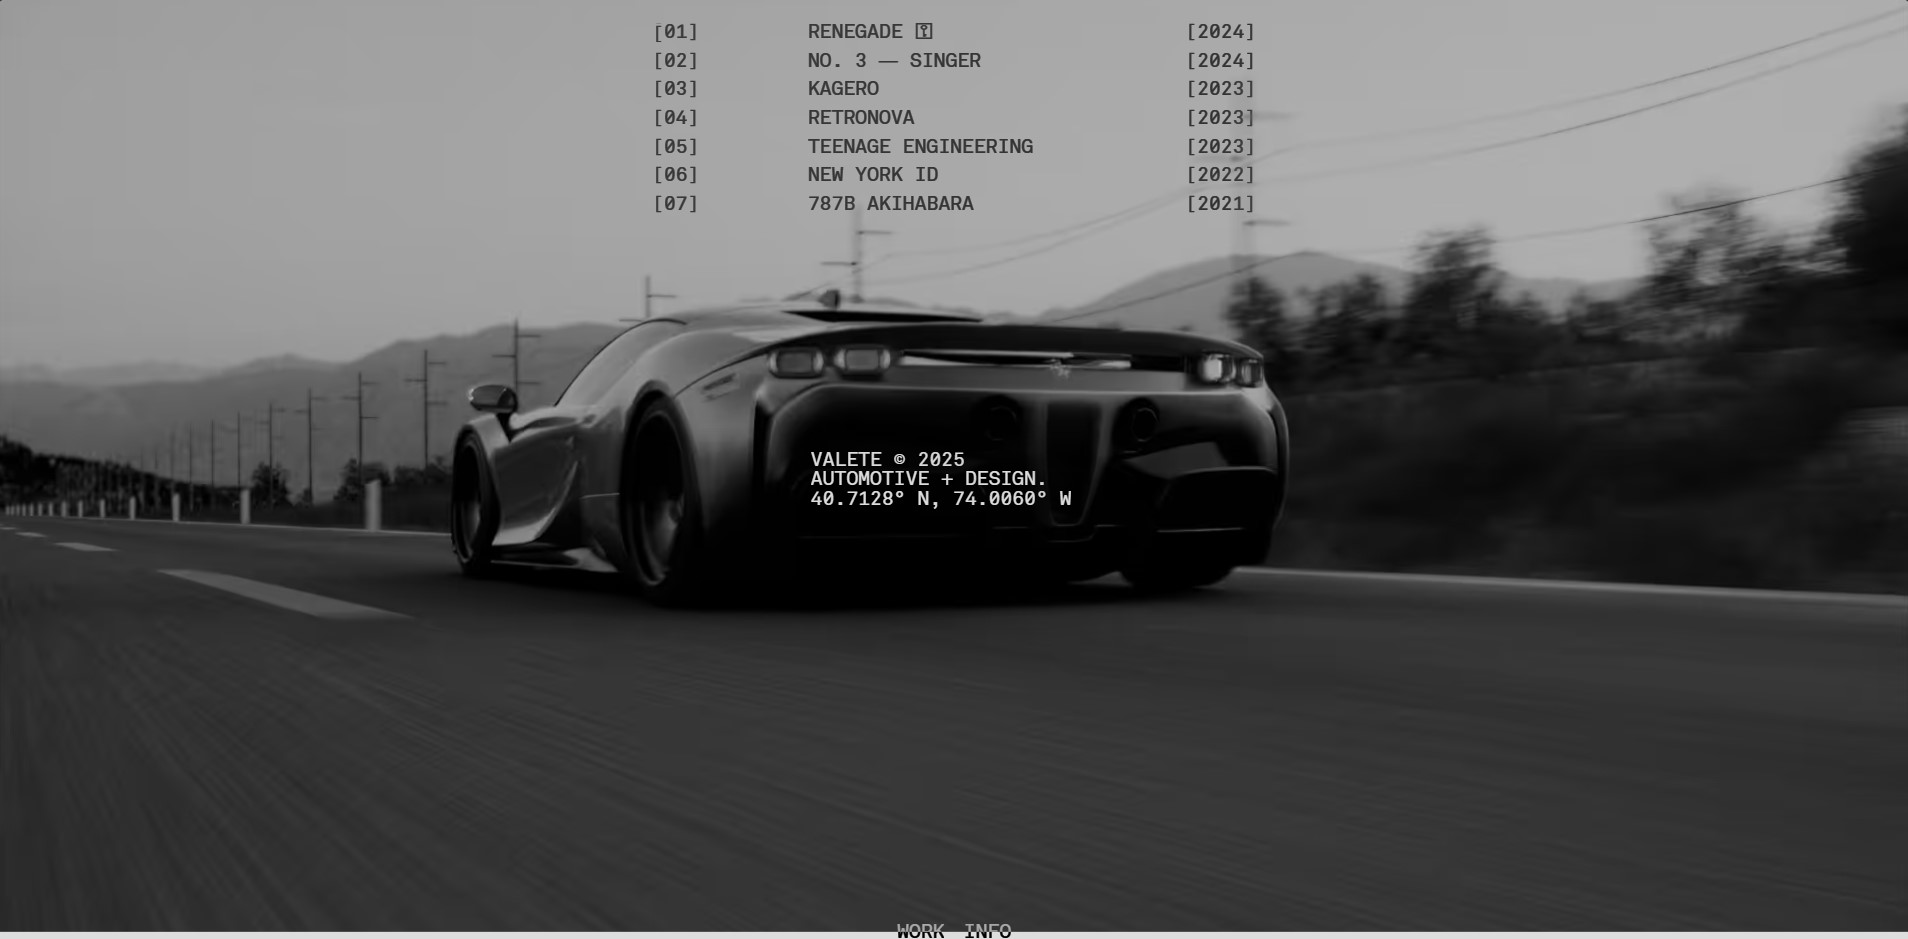 [01] RENEGADE [2024]
[02] NO. 3 — SINGER [2024]
[03] KAGERO [2023]
[04] RETRONOVA [2023]
[05] TEENAGE ENGINEERING [2023]
[06] NEW YORK ID [2022]
[07] 787B AKIHABARA [2021]
VALETE © 2025
AUTOMOTIVE + DESIGN.
40.7128° N, 74.0060° W
WORK INFO